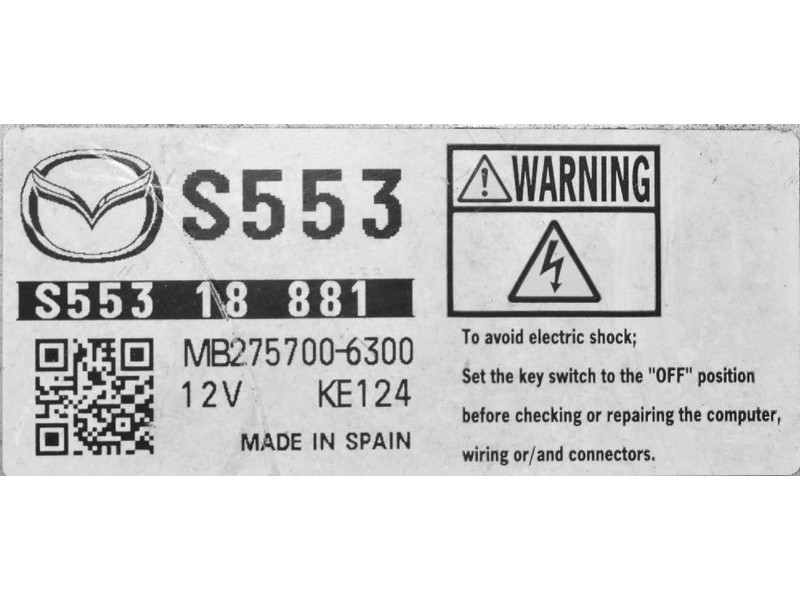 S553
S553 18 881
MB275700-6300
12V KE124
MADE IN SPAIN
WARNING
To avoid electric shock;
Set the key switch to the "OFF" position
before checking or repairing the computer,
wiring or/and connectors.